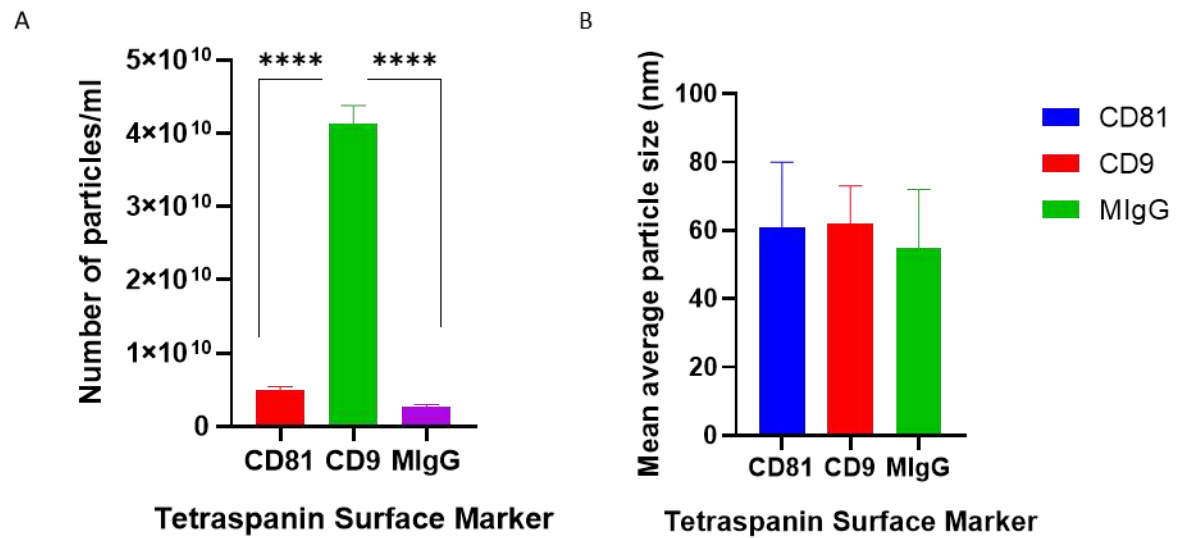 A
Number of particles/ml
5×10¹⁰
4×10¹⁰
3×10¹⁰
2×10¹⁰
1×10¹⁰
0
**** ****
CD81 CD9 MIgG
Tetraspanin Surface Marker
B
Mean average particle size (nm)
100
80
60
40
20
0
CD81 CD9 MIgG
Tetraspanin Surface Marker
CD81
CD9
MIgG